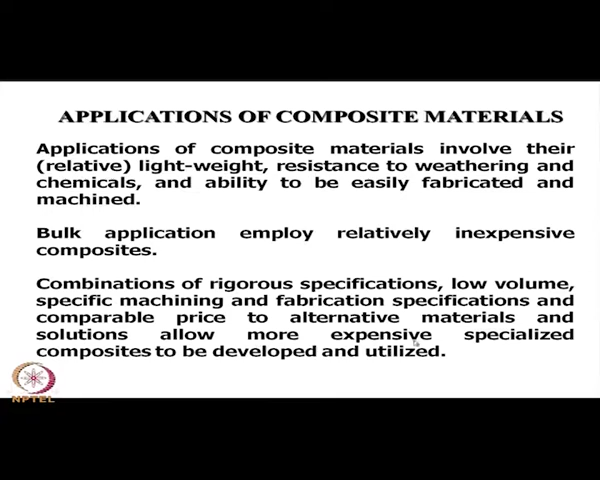 APPLICATIONS OF COMPOSITE MATERIALS
Applications of composite materials involve their
(relative) light-weight, resistance to weathering and
chemicals, and ability to be easily fabricated and
machined.
Bulk application employ relatively inexpensive
composites.
Combinations of rigorous specifications, low volume,
specific machining and fabrication specifications and
comparable price to alternative materials and
solutions allow more expensive specialized
composites to be developed and utilized.
NPTEL